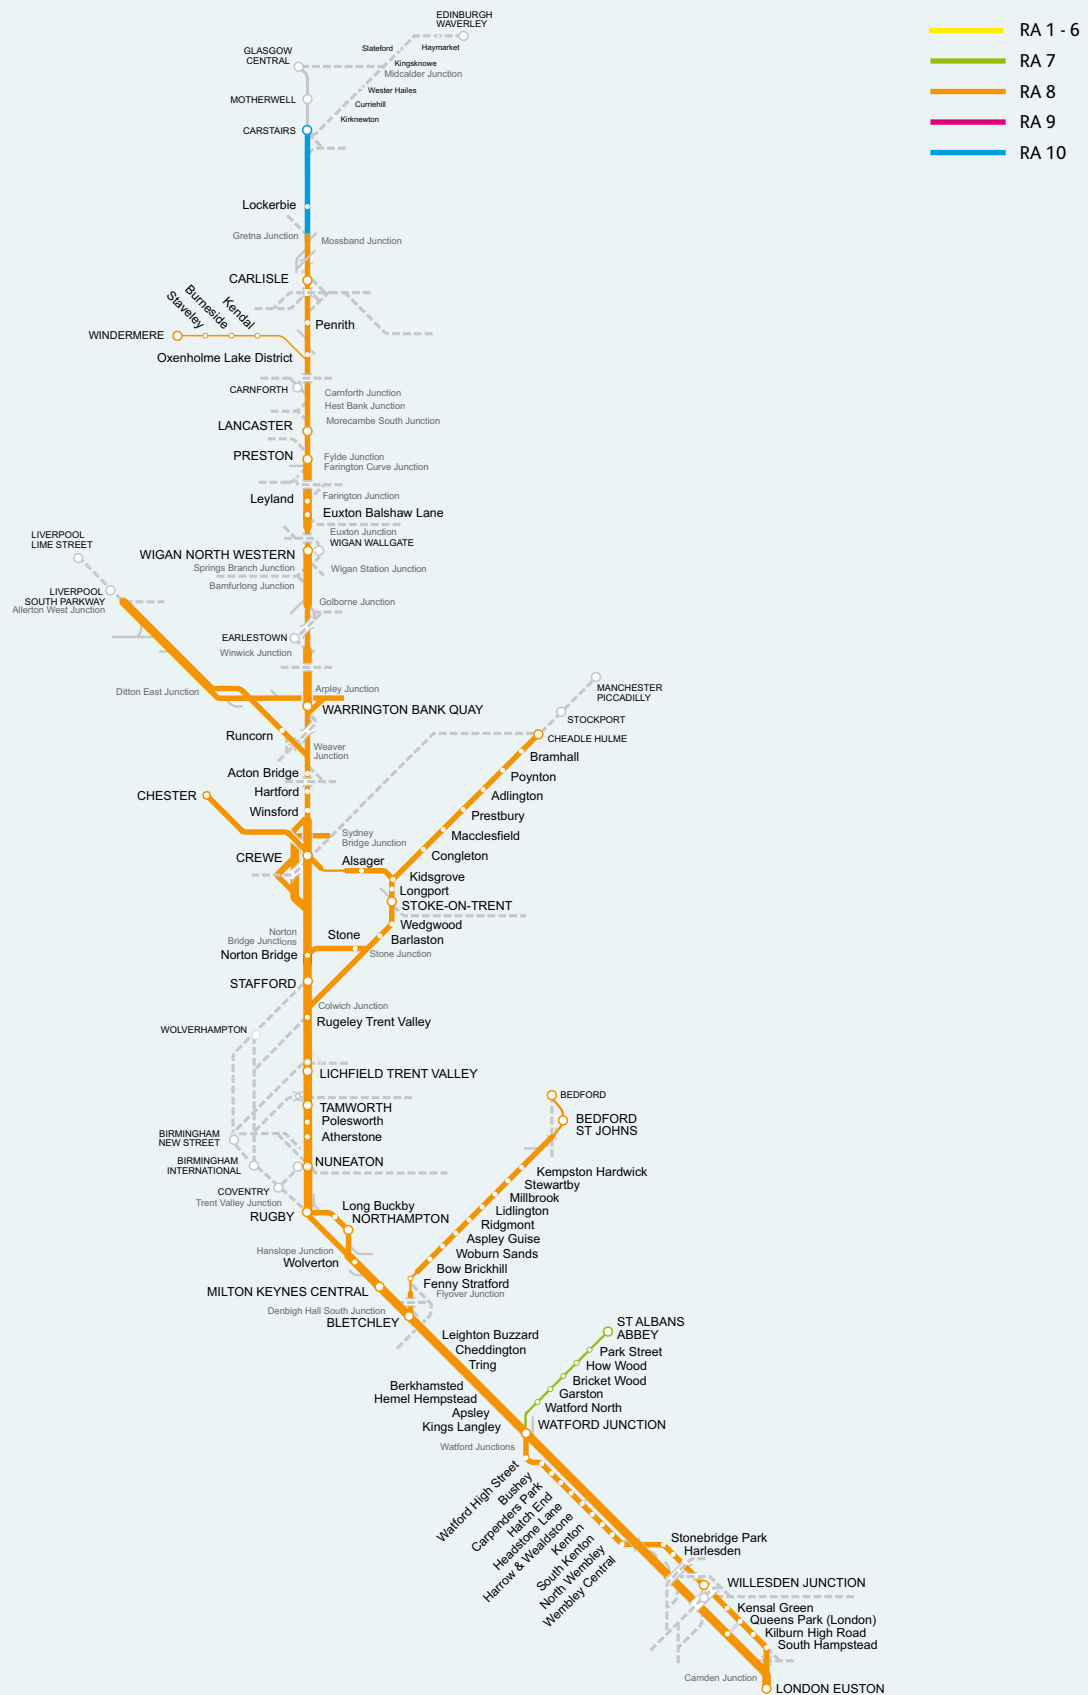 EDINBURGH
WAVERLEY
RA 1 - 6
Slateford
Haymarket
GLASGOW
CENTRAL
Kingsknowe
Midcalder Junction
RA 7
MOTHERWELL
Wester Hailes
RA 8
Curriehill
Kirknewton
RA 9
CARSTAIRS
RA 10
Lockerbie
Gretna Junction
Mossband Junction
CARLISLE
Staveley
Burneside
Kendal
Penrith
WINDERMERE
Oxenholme Lake District
CARNFORTH
Carnforth Junction
Hest Bank Junction
Morecambe South Junction
LANCASTER
PRESTON
Fylde Junction
Farington Curve Junction
Leyland
Farington Junction
Euxton Balshaw Lane
LIVERPOOL
LIME STREET
Euxton Junction
WIGAN WALLGATE
WIGAN NORTH WESTERN
Springs Branch Junction
Wigan Station Junction
Bamfurlong Junction
LIVERPOOL
SOUTH PARKWAY
Allerton West Junction
Golborne Junction
EARLESTOWN
Winwick Junction
Ditton East Junction
Arpley Junction
MANCHESTER
PICCADILLY
WARRINGTON BANK QUAY
STOCKPORT
Runcorn
CHEADLE HULME
Weaver
Junction
Bramhall
Acton Bridge
Poynton
Hartford
CHESTER
Adlington
Winsford
Prestbury
Sydney
Bridge Junction
Macclesfield
CREWE
Alsager
Congleton
Kidsgrove
Longport
STOKE-ON-TRENT
Wedgwood
Norton
Bridge Junctions
Stone
Barlaston
Norton Bridge
Stone Junction
STAFFORD
Colwich Junction
Rugeley Trent Valley
WOLVERHAMPTON
LICHFIELD TRENT VALLEY
BEDFORD
TAMWORTH
BEDFORD
ST JOHNS
Polesworth
Atherstone
BIRMINGHAM
NEW STREET
NUNEATON
BIRMINGHAM
INTERNATIONAL
Kempston Hardwick
Stewartby
COVENTRY
Millbrook
Trent Valley Junction
Long Buckby
Lidlington
RUGBY
NORTHAMPTON
Ridgmont
Aspley Guise
Hanslope Junction
Woburn Sands
Wolverton
Bow Brickhill
MILTON KEYNES CENTRAL
Fenny Stratford
Flyover Junction
Denbigh Hall South Junction
BLETCHLEY
ST ALBANS
ABBEY
Leighton Buzzard
Cheddington
Park Street
Tring
How Wood
Bricket Wood
Berkhamsted
Garston
Hemel Hempstead
Watford North
Apsley
Kings Langley
WATFORD JUNCTION
Watford Junctions
Watford High Street
Bushey
Carpenders Park
Hatch End
Headstone Lane
Harrow & Wealdstone
Kenton
South Kenton
North Wembley
Wembley Central
Stonebridge Park
Harlesden
WILLESDEN JUNCTION
Kensal Green
Queens Park (London)
Kilburn High Road
South Hampstead
Camden Junction
LONDON EUSTON